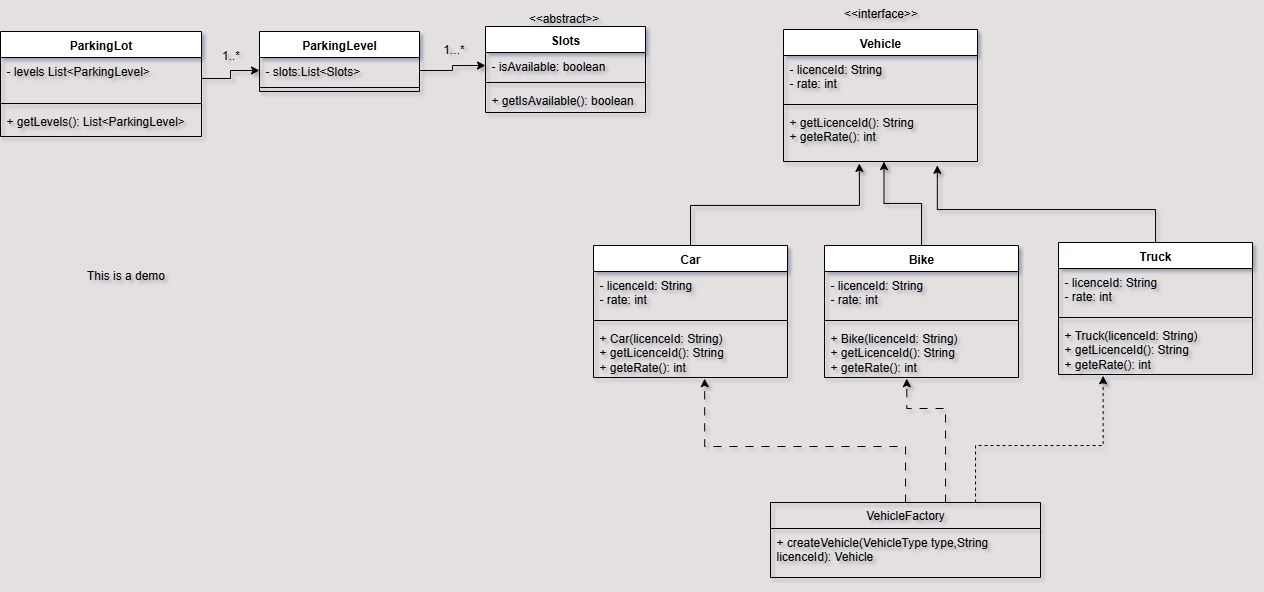 ParkingLot
- levels List<ParkingLevel>
+ getLevels(): List<ParkingLevel>
1..*
ParkingLevel
- slots:List<Slots>
1...*
<<abstract>>
Slots
- isAvailable: boolean
+ getIsAvailable(): boolean
<<interface>>
Vehicle
- licenceId: String
- rate: int
+ getLicenceId(): String
+ geteRate(): int
This is a demo
Car
- licenceId: String
- rate: int
+ Car(licenceId: String)
+ getLicenceId(): String
+ geteRate(): int
Bike
- licenceId: String
- rate: int
+ Bike(licenceId: String)
+ getLicenceId(): String
+ geteRate(): int
Truck
- licenceId: String
- rate: int
+ Truck(licenceId: String)
+ getLicenceId(): String
+ geteRate(): int
VehicleFactory
+ createVehicle(VehicleType type,String
licenceId): Vehicle